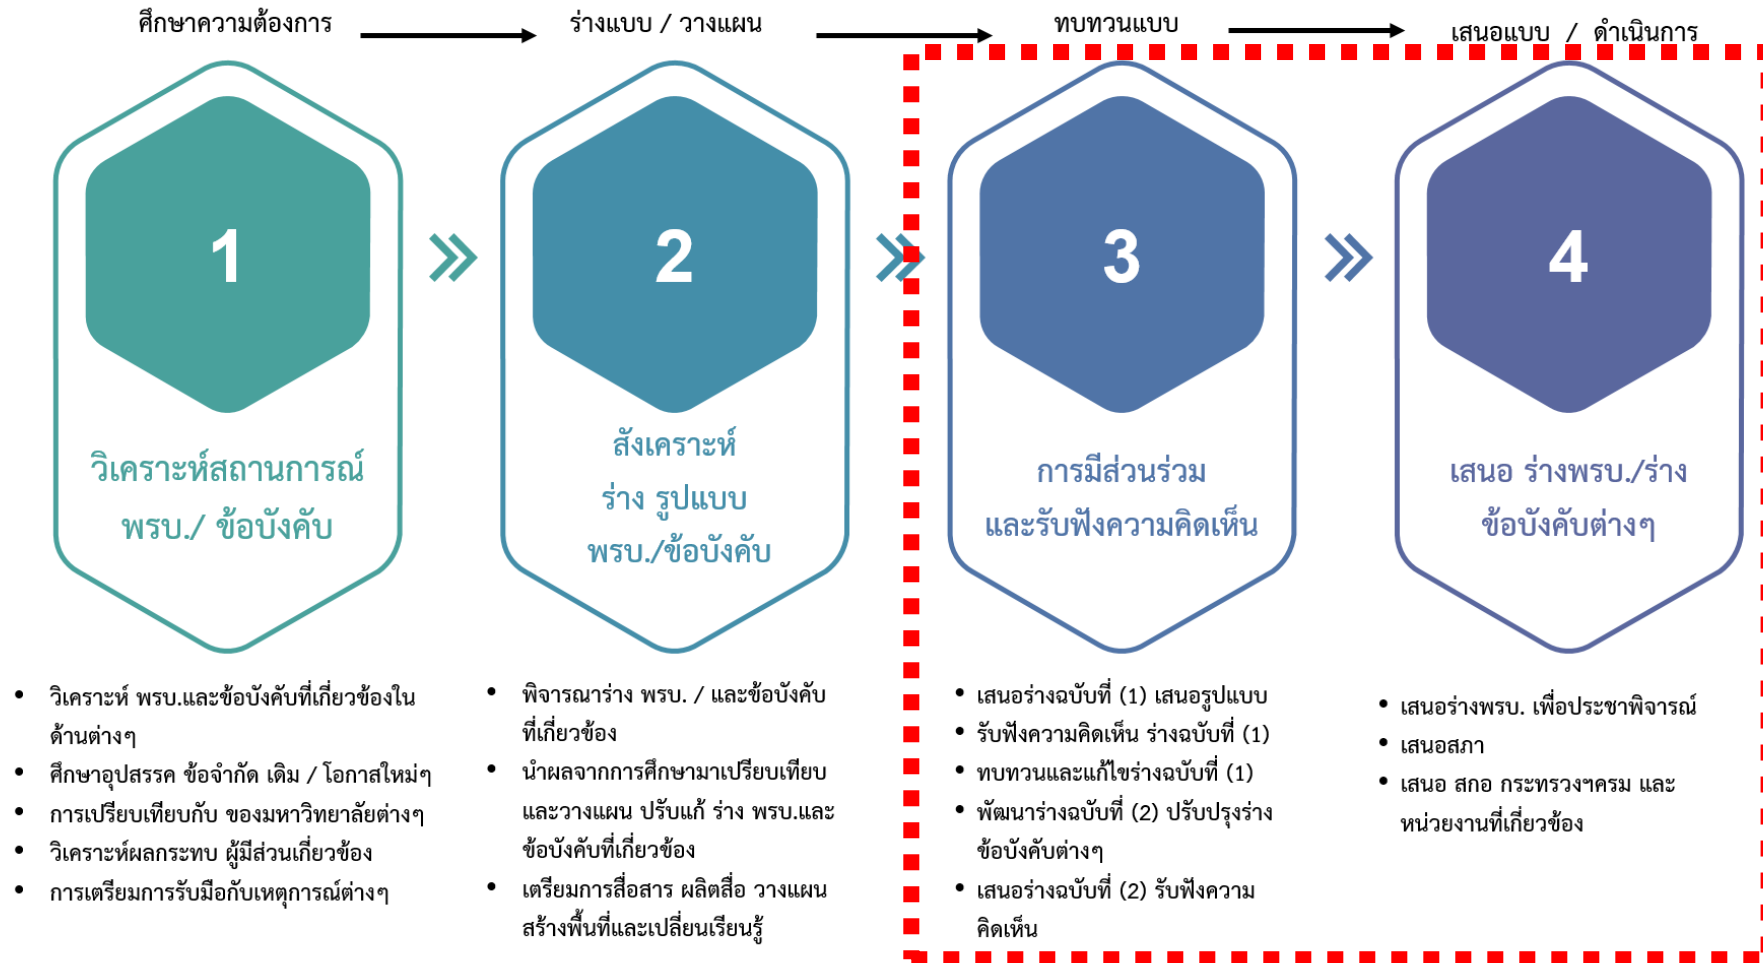 ศึกษาความต้องการ
ร่างแบบ / วางแผน
ทบทวนแบบ
เสนอแบบ / ดำเนินการ
1
วิเคราะห์สถานการณ์
พรบ./ ข้อบังคับ
2
สังเคราะห์
ร่าง รูปแบบ
พรบ./ข้อบังคับ
3
การมีส่วนร่วม
และรับฟังความคิดเห็น
4
เสนอ ร่างพรบ./ร่าง
ข้อบังคับต่างๆ
• วิเคราะห์ พรบ.และข้อบังคับที่เกี่ยวข้องใน
ด้านต่างๆ
• ศึกษาอุปสรรค ข้อจำกัด เดิม / โอกาสใหม่ๆ
• การเปรียบเทียบกับ ของมหาวิทยาลัยต่างๆ
• วิเคราะห์ผลกระทบ ผู้มีส่วนเกี่ยวข้อง
• การเตรียมการรับมือกับเหตุการณ์ต่างๆ
• พิจารณาร่าง พรบ. / และข้อบังคับ
ที่เกี่ยวข้อง
• นำผลจากการศึกษามาเปรียบเทียบ
และวางแผน ปรับแก้ ร่าง พรบ.และ
ข้อบังคับที่เกี่ยวข้อง
• เตรียมการสื่อสาร ผลิตสื่อ วางแผน
สร้างพื้นที่และเปลี่ยนเรียนรู้
• เสนอร่างฉบับที่ (1) เสนอรูปแบบ
• รับฟังความคิดเห็น ร่างฉบับที่ (1)
• ทบทวนและแก้ไขร่างฉบับที่ (1)
• พัฒนาร่างฉบับที่ (2) ปรับปรุงร่าง
ข้อบังคับต่างๆ
• เสนอร่างฉบับที่ (2) รับฟังความ
คิดเห็น
• เสนอร่างพรบ. เพื่อประชาพิจารณ์
• เสนอสภา
• เสนอ สกอ กระทรวงฯครม และ
หน่วยงานที่เกี่ยวข้อง